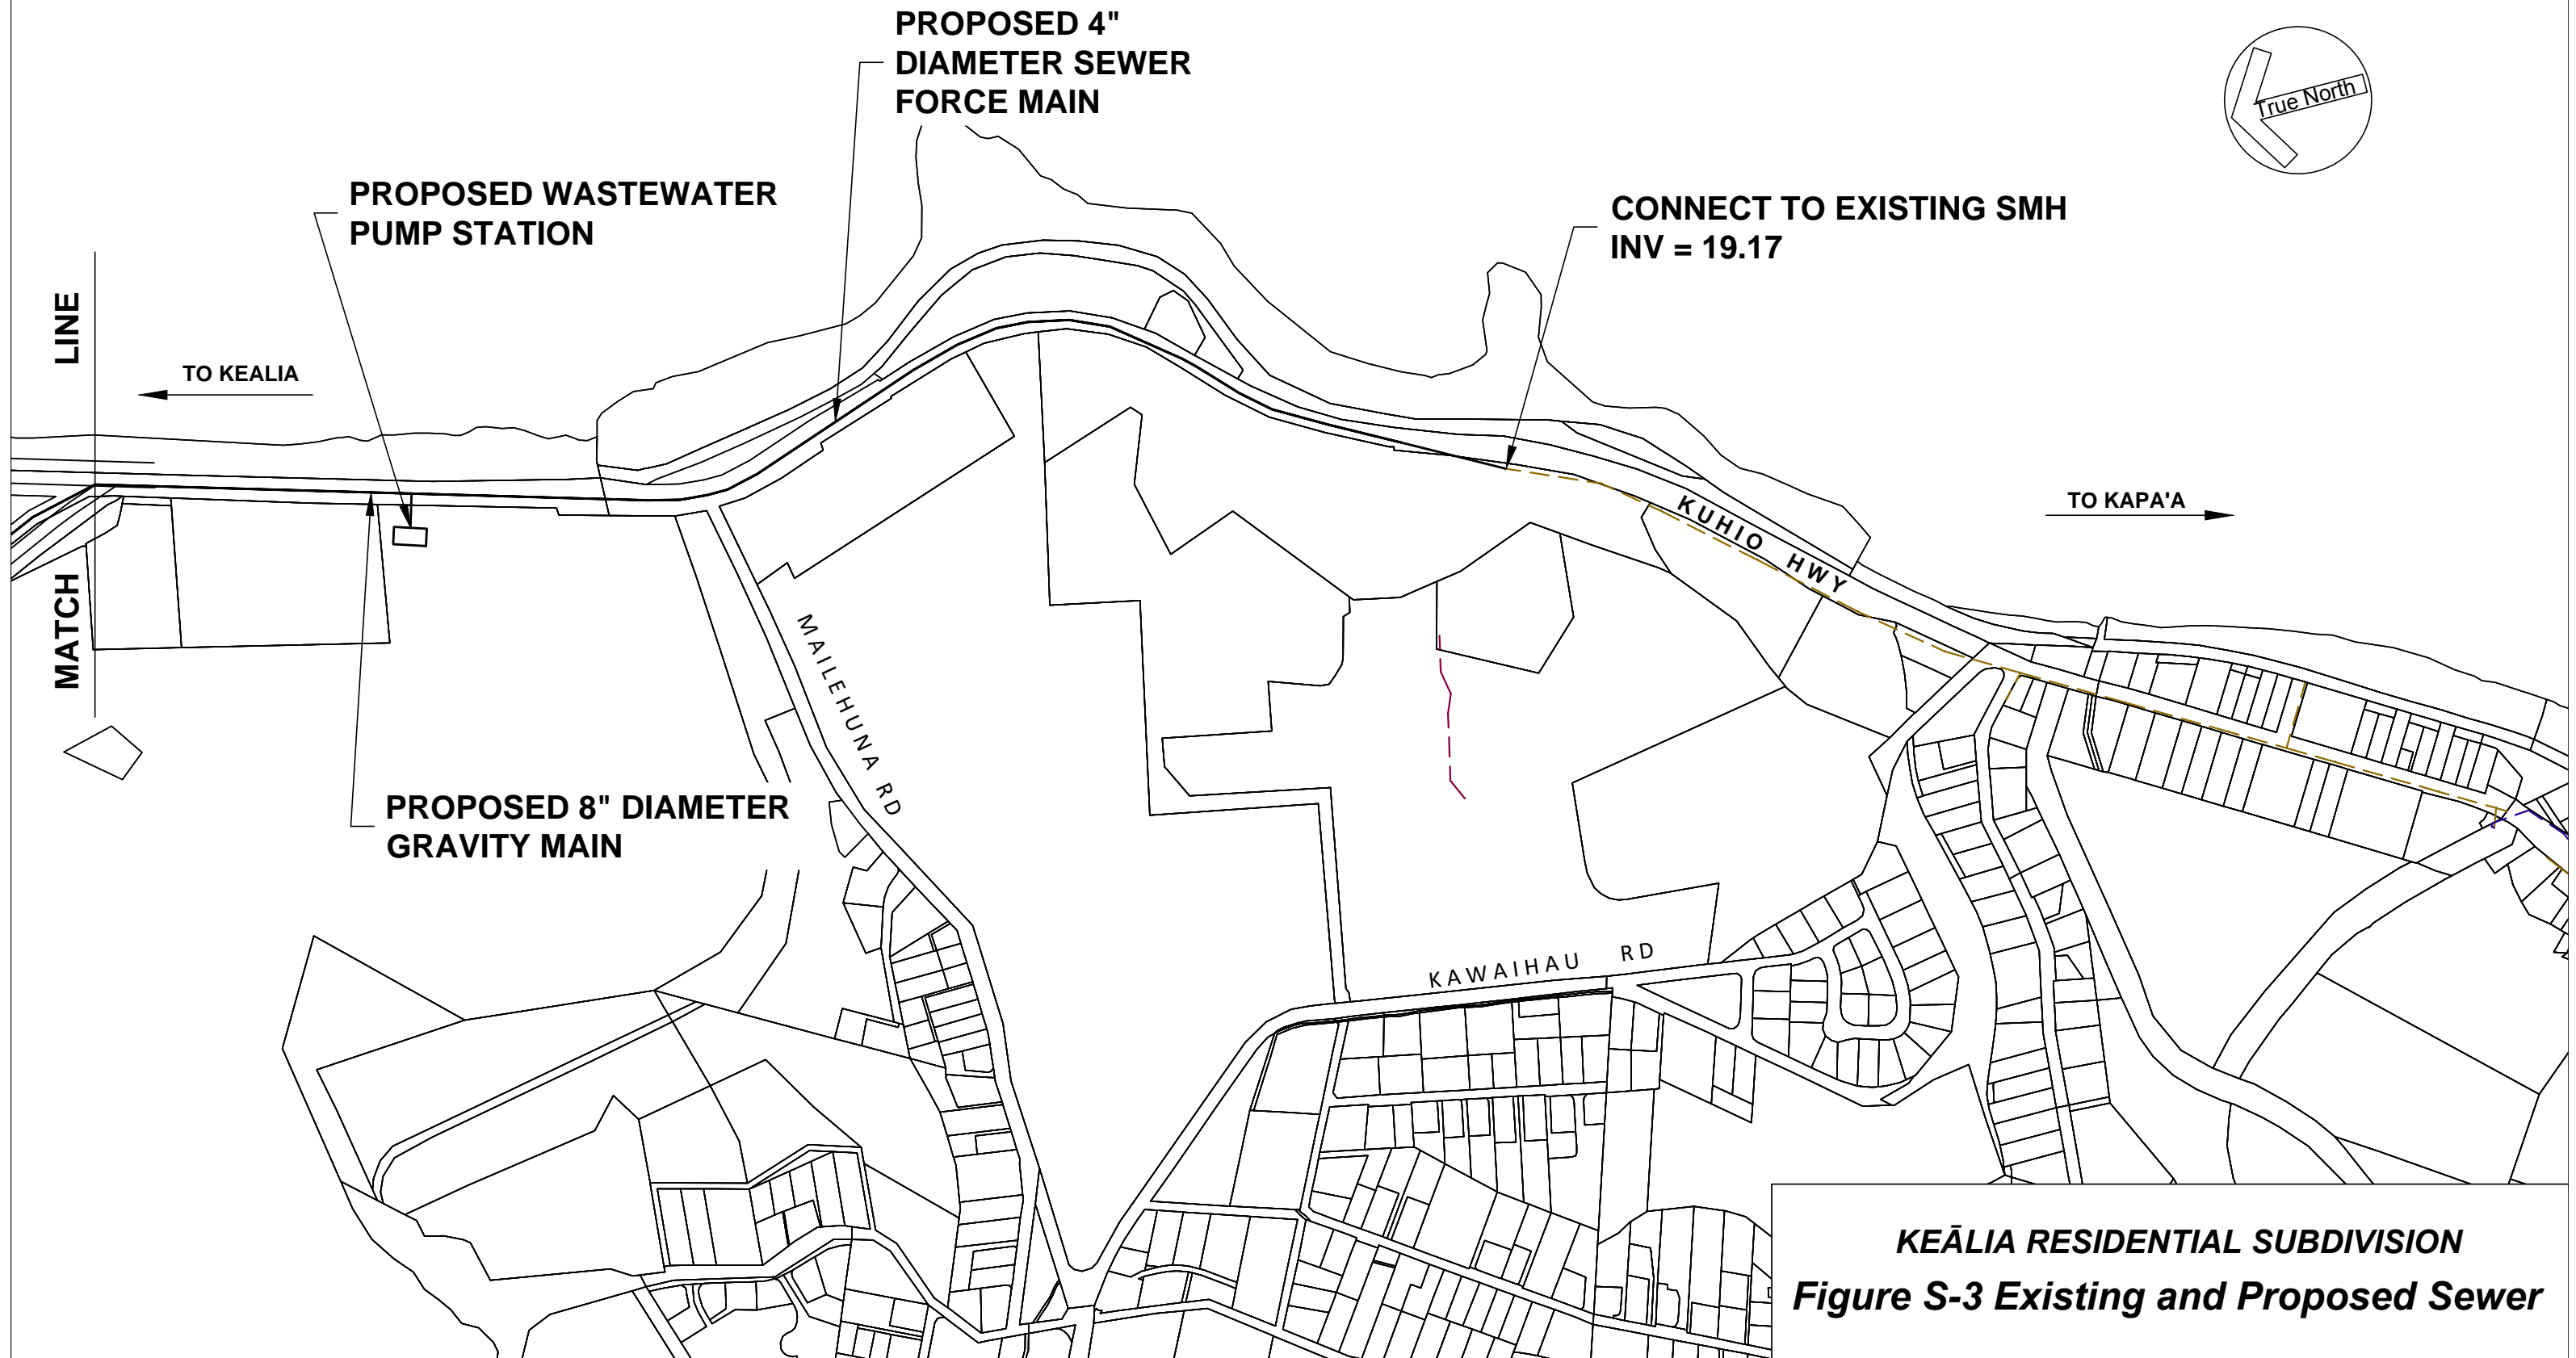 PROPOSED 4"
DIAMETER SEWER
FORCE MAIN
True North
PROPOSED WASTEWATER
PUMP STATION
CONNECT TO EXISTING SMH
INV = 19.17
MATCH LINE
TO KEALIA
KUHIO HWY
TO KAPA'A
MAILEHUNA RD
PROPOSED 8" DIAMETER
GRAVITY MAIN
KAWAIHAU RD
KEĀLIA RESIDENTIAL SUBDIVISION
Figure S-3 Existing and Proposed Sewer